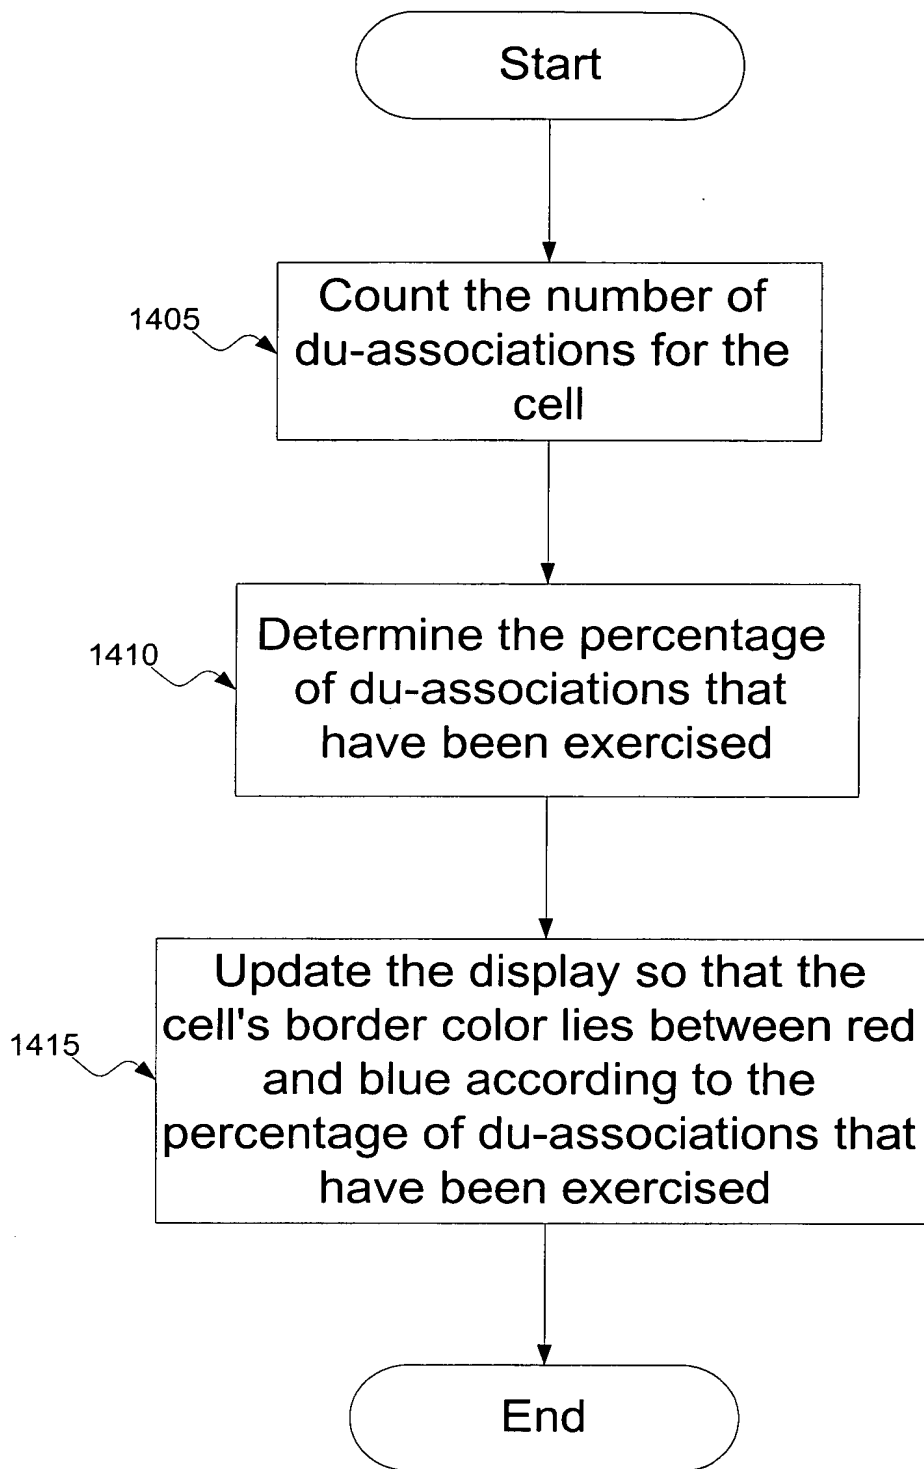 Start
1405
Count the number of
du-associations for the
cell
1410
Determine the percentage
of du-associations that
have been exercised
1415
Update the display so that the
cell's border color lies between red
and blue according to the
percentage of du-associations that
have been exercised
End